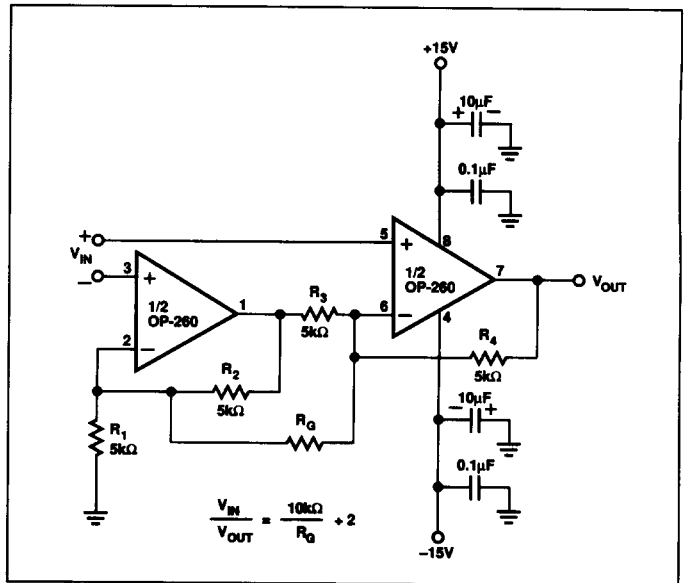 +15V
10μF
+ −
0.1μF
+
V_IN
−
3
+
1/2
OP-260
2
−
1
R_3
5kΩ
5
+
1/2
OP-260
6
−
8
7
4
V_OUT
R_4
5kΩ
R_2
5kΩ
R_G
R_1
5kΩ
10μF
− +
0.1μF
−15V
V_IN / V_OUT = 10kΩ / R_G + 2